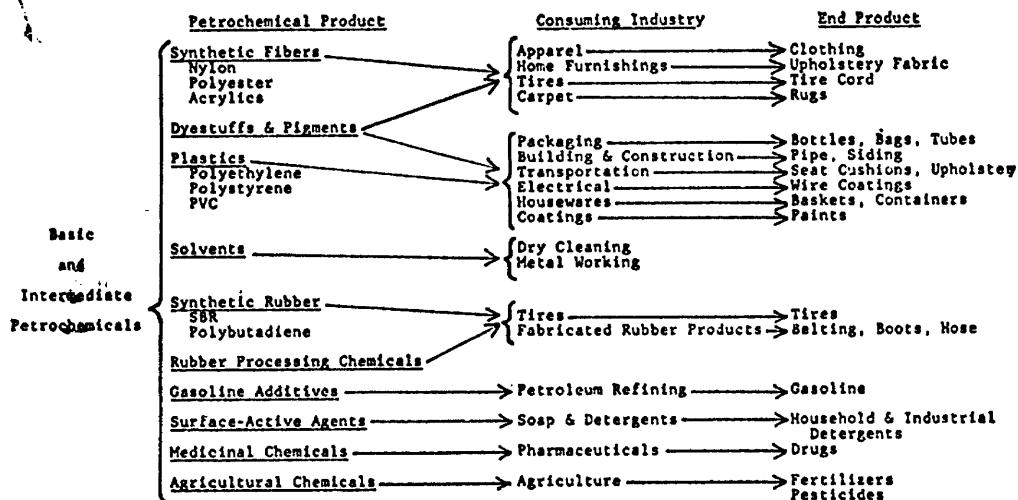 Petrochemical Product Consuming Industry End Product
Synthetic Fibers Apparel Clothing
Nylon Home Furnishings Upholstery Fabric
Polyester Tires Tire Cord
Acrylics Carpet Rugs
Dyestuffs & Pigments
Packaging Bottles, Bags, Tubes
Plastics Building & Construction Pipe, Siding
Polyethylene Transportation Seat Cushions, Upholstey
Polystyrene Electrical Wire Coatings
PVC Housewares Baskets, Containers
Coatings Paints
Basic
and
Intermediate
Petrochemicals
Solvents Dry Cleaning
Metal Working
Synthetic Rubber Tires Tires
SBR Fabricated Rubber Products Belting, Boots, Hose
Polybutadiene
Rubber Processing Chemicals
Gasoline Additives Petroleum Refining Gasoline
Surface-Active Agents Soap & Detergents Household & Industrial
Detergents
Medicinal Chemicals Pharmaceuticals Drugs
Agricultural Chemicals Agriculture Fertilizers
Pesticides